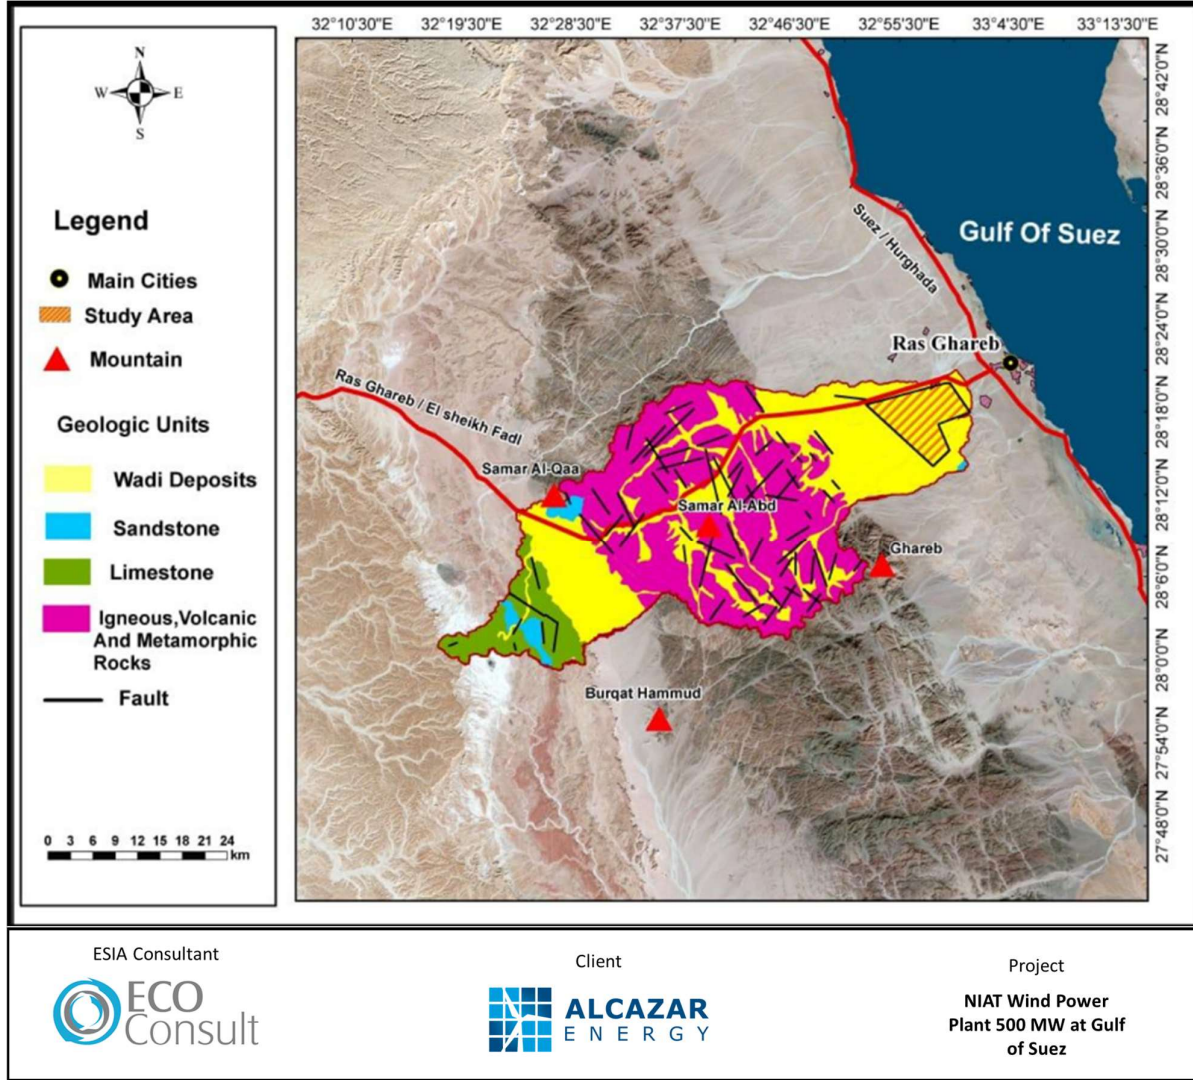 32°10'30"E 32°19'30"E 32°28'30"E 32°37'30"E 32°46'30"E 32°55'30"E 33°4'30"E 33°13'30"E
N
W E
S
Legend
Main Cities
Study Area
Mountain
Geologic Units
Wadi Deposits
Sandstone
Limestone
Igneous,Volcanic
And Metamorphic
Rocks
Fault
0 3 6 9 12 15 18 21 24
km
Gulf Of Suez
Suez / Hurghada
Ras Ghareb
Ras Ghareb / El sheikh Fadl
Samar Al-Qaa
Samar Al-Abd
Ghareb
Burqat Hammud
28°42'0"N
28°36'0"N
28°30'0"N
28°24'0"N
28°18'0"N
28°12'0"N
28°6'0"N
28°0'0"N
27°54'0"N
27°48'0"N
ESIA Consultant
ECO
Consult
Client
ALCAZAR
ENERGY
Project
NIAT Wind Power
Plant 500 MW at Gulf
of Suez